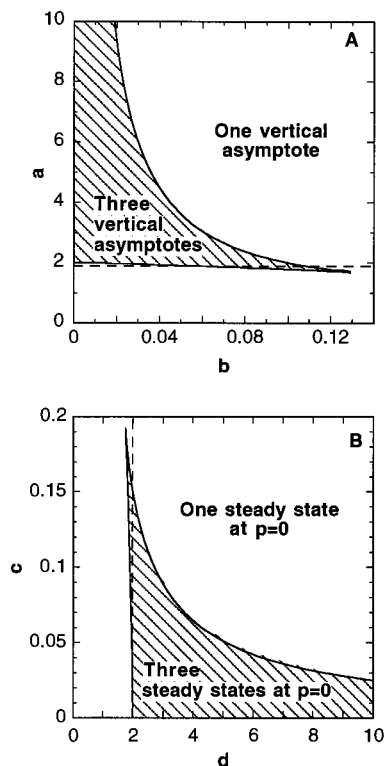 10
A
8
One vertical
asymptote
6
a
4
Three
vertical
asymptotes
2
0
0
0.04
0.08
0.12
b
0.2
B
One steady state
at p=0
0.15
c
0.1
0.05
Three
steady states at p=0
0
0
2
4
6
8
10
d